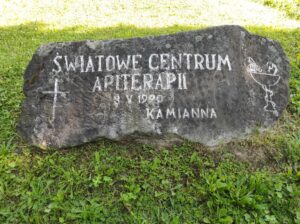 ŚWIATOWE CENTRUM
APITERAPII
8 V 1990
KAMIANNA